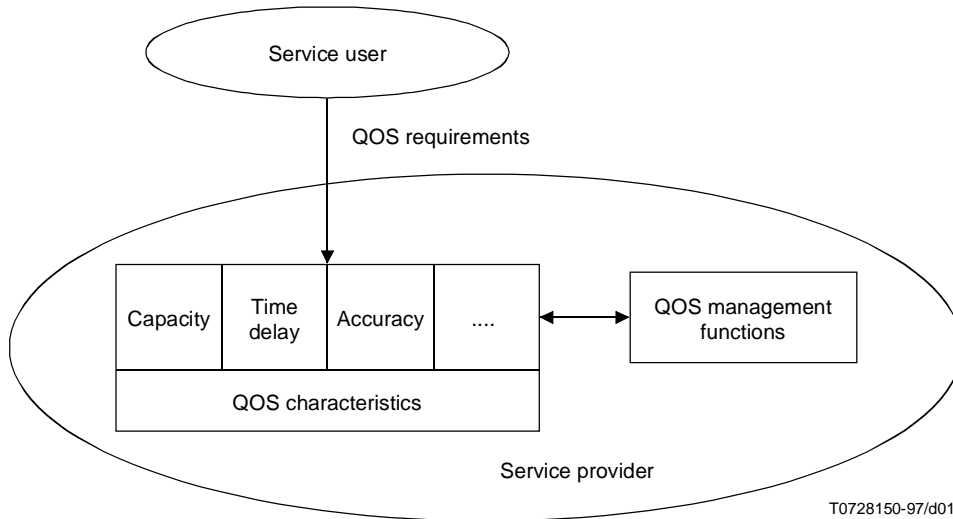 Service user
QOS requirements
Capacity
Time
delay
Accuracy
....
QOS management
functions
QOS characteristics
Service provider
T0728150-97/d01